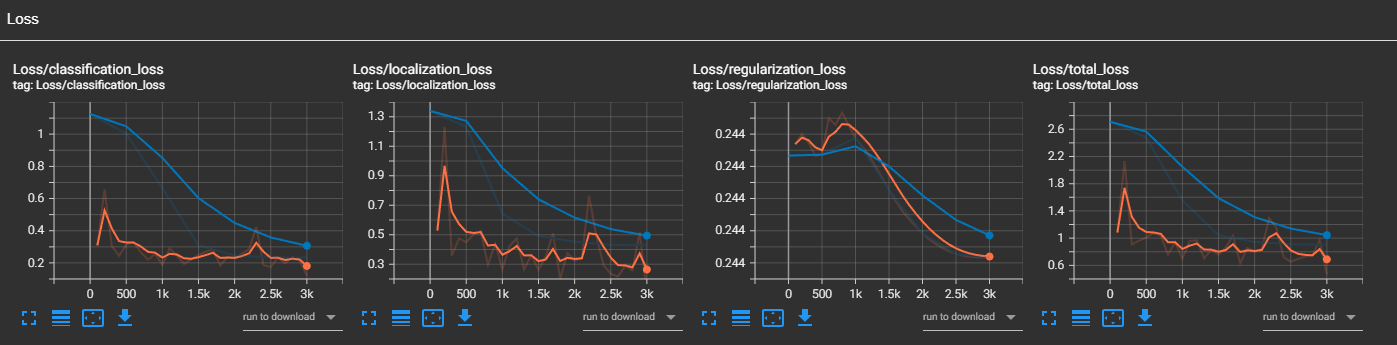 Loss
Loss/classification_loss
tag: Loss/classification_loss
1
0.8
0.6
0.4
0.2
0 500 1k 1.5k 2k 2.5k 3k
run to download
Loss/localization_loss
tag: Loss/localization_loss
1.3
1.1
0.9
0.7
0.5
0.3
0 500 1k 1.5k 2k 2.5k 3k
run to download
Loss/regularization_loss
tag: Loss/regularization_loss
0.244
0.244
0.244
0.244
0.244
0 500 1k 1.5k 2k 2.5k 3k
run to download
Loss/total_loss
tag: Loss/total_loss
2.6
2.2
1.8
1.4
1
0.6
0 500 1k 1.5k 2k 2.5k 3k
run to download